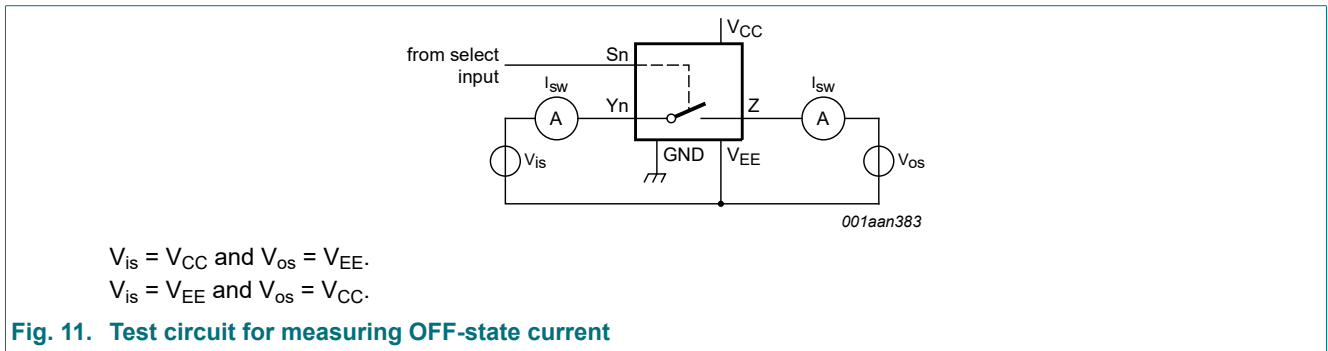 VCC
from select
input
Sn
Isw
Isw
Yn
Z
A
A
GND
VEE
Vis
Vos
001aan383
Vis = VCC and Vos = VEE.
Vis = VEE and Vos = VCC.
Fig. 11. Test circuit for measuring OFF-state current